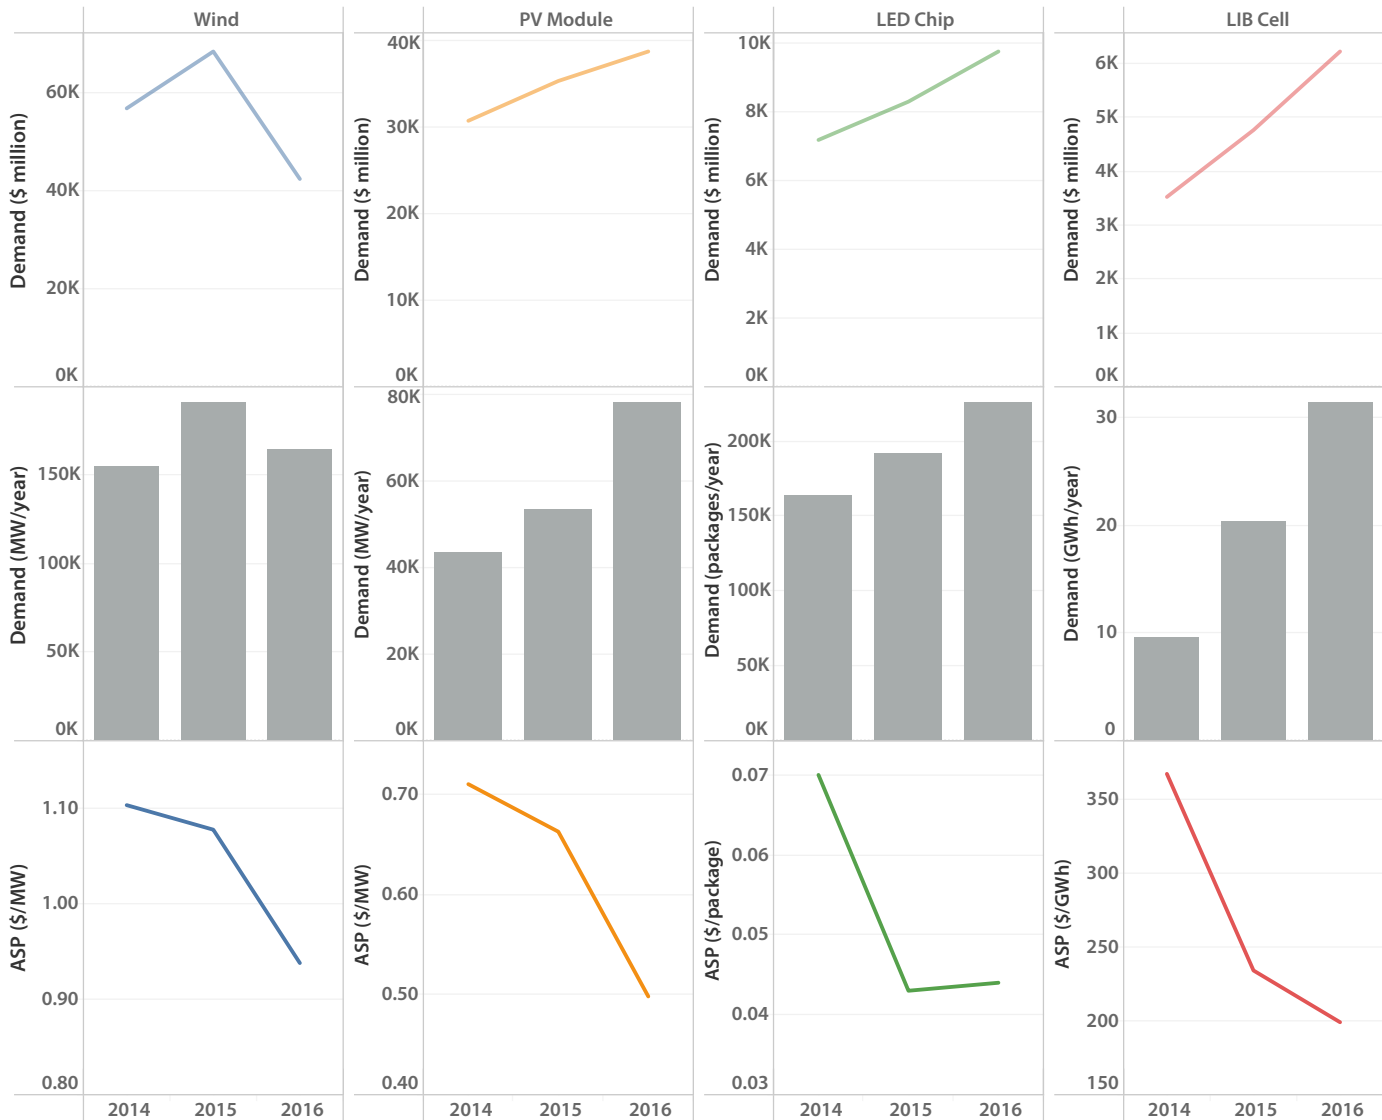 Wind
PV Module
LED Chip
LIB Cell
Demand ($ million)
60K
40K
20K
0K
Demand ($ million)
40K
30K
20K
10K
0K
Demand ($ million)
10K
8K
6K
4K
2K
0K
Demand ($ million)
6K
5K
4K
3K
2K
1K
0K
Demand (MW/year)
150K
100K
50K
0K
Demand (MW/year)
80K
60K
40K
20K
0K
Demand (packages/year)
200K
150K
100K
50K
0K
Demand (GWh/year)
30
20
10
0
ASP ($/MW)
1.10
1.00
0.90
0.80
ASP ($/MW)
0.70
0.60
0.50
0.40
ASP ($/package)
0.07
0.06
0.05
0.04
0.03
ASP ($/GWh)
350
300
250
200
150
2014 2015 2016
2014 2015 2016
2014 2015 2016
2014 2015 2016